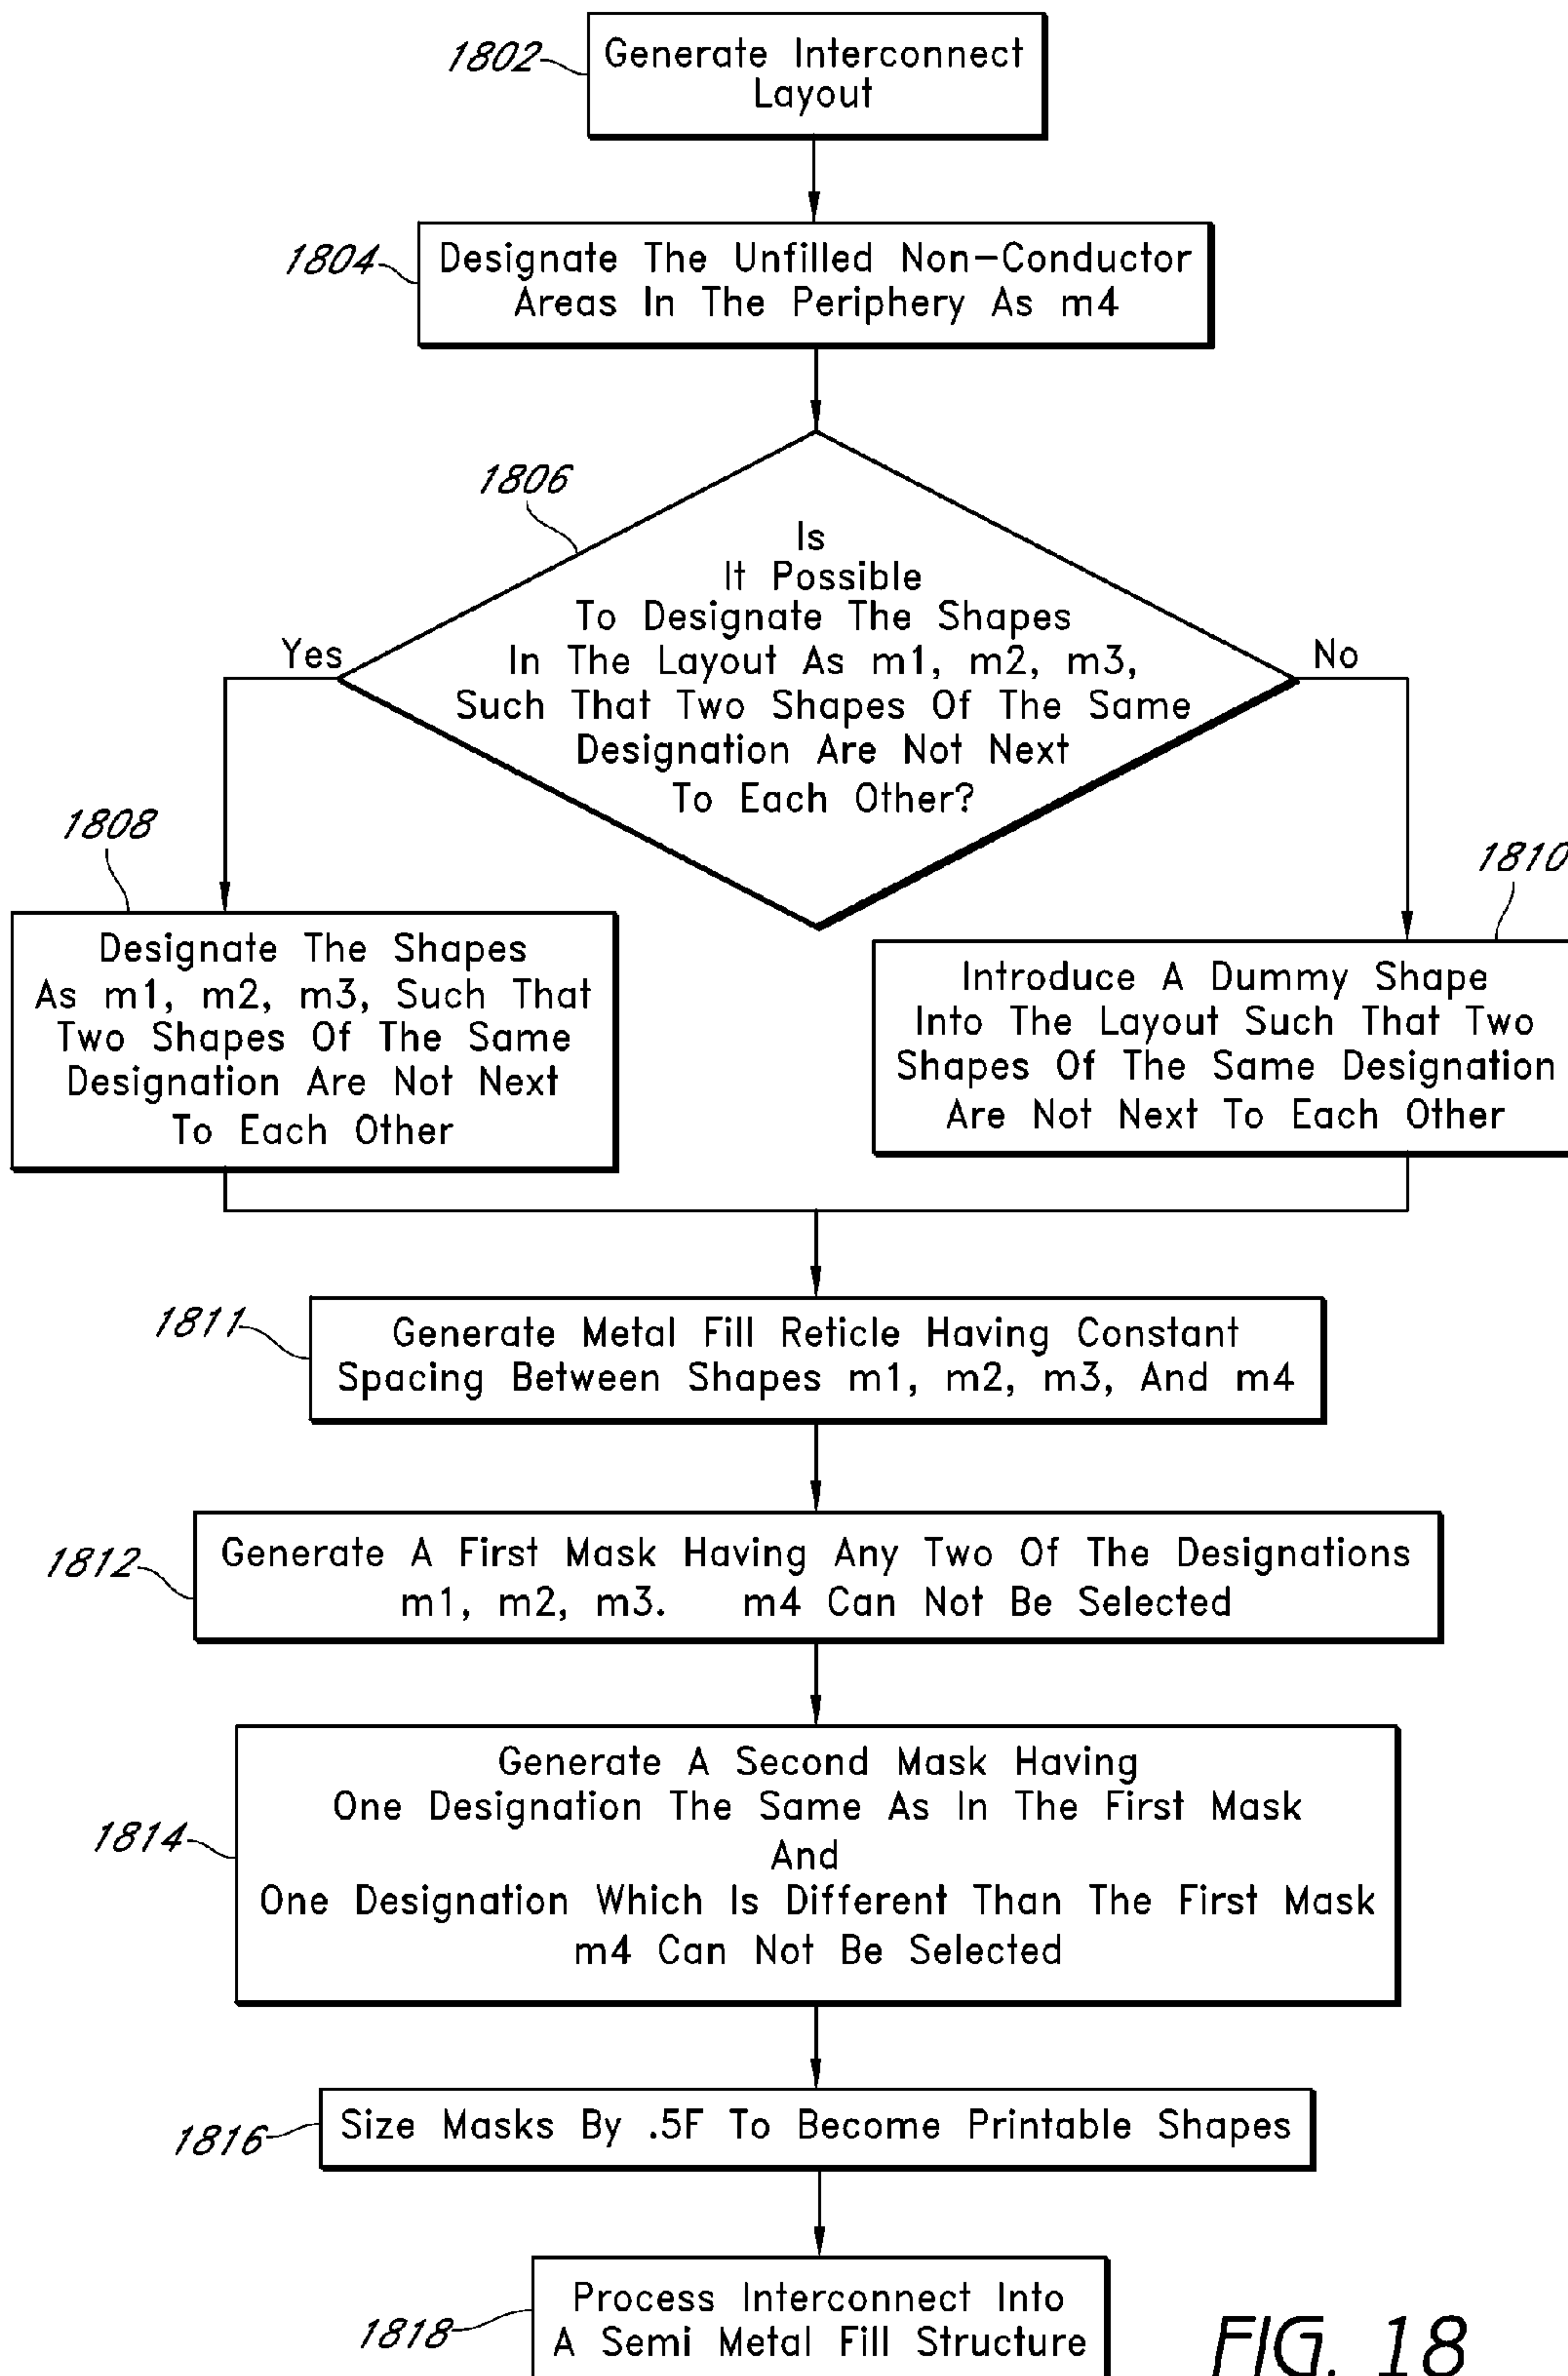 1802
Generate Interconnect
Layout
1804
Designate The Unfilled Non-Conductor
Areas In The Periphery As m4
1806
Is
It Possible
To Designate The Shapes
In The Layout As m1, m2, m3,
Such That Two Shapes Of The Same
Designation Are Not Next
To Each Other?
Yes
No
1808
Designate The Shapes
As m1, m2, m3, Such That
Two Shapes Of The Same
Designation Are Not Next
To Each Other
1810
Introduce A Dummy Shape
Into The Layout Such That Two
Shapes Of The Same Designation
Are Not Next To Each Other
1811
Generate Metal Fill Reticle Having Constant
Spacing Between Shapes m1, m2, m3, And m4
1812
Generate A First Mask Having Any Two Of The Designations
m1, m2, m3. m4 Can Not Be Selected
1814
Generate A Second Mask Having
One Designation The Same As In The First Mask
And
One Designation Which Is Different Than The First Mask
m4 Can Not Be Selected
1816
Size Masks By .5F To Become Printable Shapes
1818
Process Interconnect Into
A Semi Metal Fill Structure
FIG. 18